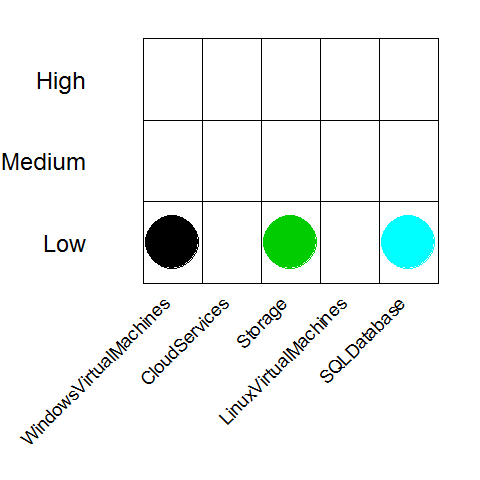 High
Medium
Low
WindowsVirtualMachines
CloudServices
Storage
LinuxVirtualMachines
SQLDatabase